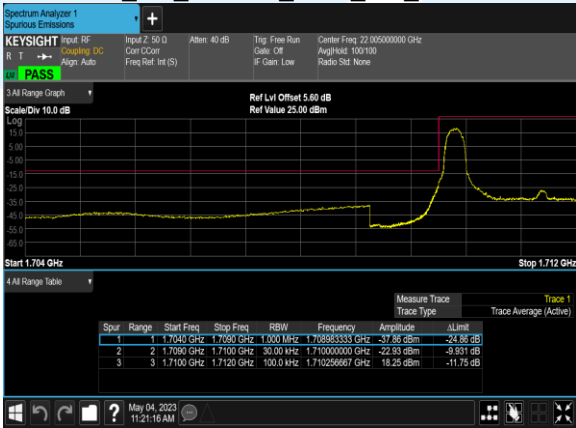 Spectrum Analyzer 1
Spurious Emissions
+
KEYSIGHT Input: RF Input Z: 50 Ω Atten: 40 dB Trig: Free Run Center Freq: 22.005000000 GHz
R T Coupling: DC Corr CCorr Gate: Off Avg|Hold: 100/100
Align: Auto Freq Ref: Int (S) IF Gain: Low Radio Std: None
LNI PASS
3 All Range Graph
Ref Lvl Offset 5.60 dB
Scale/Div 10.0 dB Ref Value 25.00 dBm
Log
15.0
5.00
-5.00
-15.0
-25.0
-35.0
-45.0
-55.0
-65.0
Start 1.704 GHz Stop 1.712 GHz
4 All Range Table
Measure Trace Trace 1
Trace Type Trace Average (Active)
Spur Range Start Freq Stop Freq RBW Frequency Amplitude ΔLimit
1 1 1.7040 GHz 1.7090 GHz 1.000 MHz 1.708983333 GHz -37.86 dBm -24.86 dB
2 2 1.7090 GHz 1.7100 GHz 30.00 kHz 1.710000000 GHz -22.93 dBm -9.931 dB
3 3 1.7100 GHz 1.7120 GHz 100.0 kHz 1.710256667 GHz 18.25 dBm -11.75 dB
? May 04, 2023
11:21:16 AM